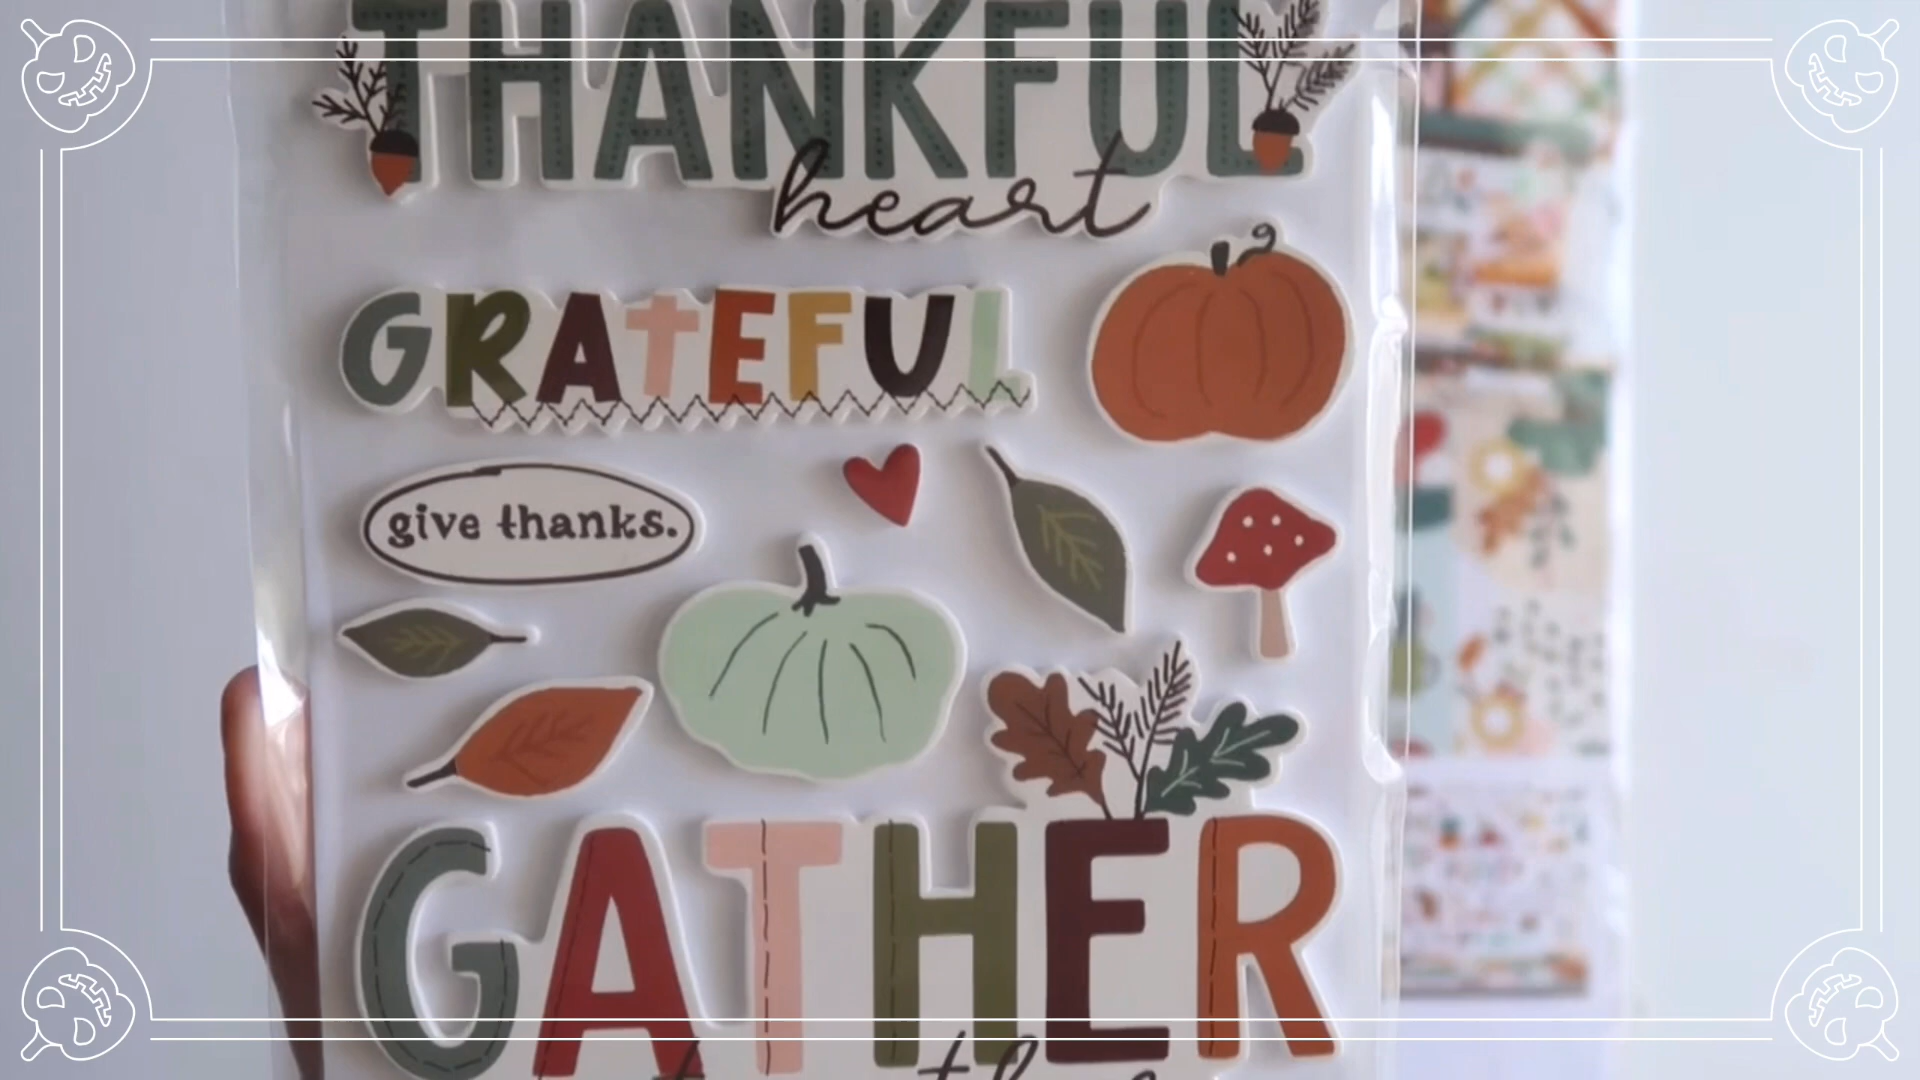 THANKFUL
heart
GRATEFUL
give thanks.
GATHER